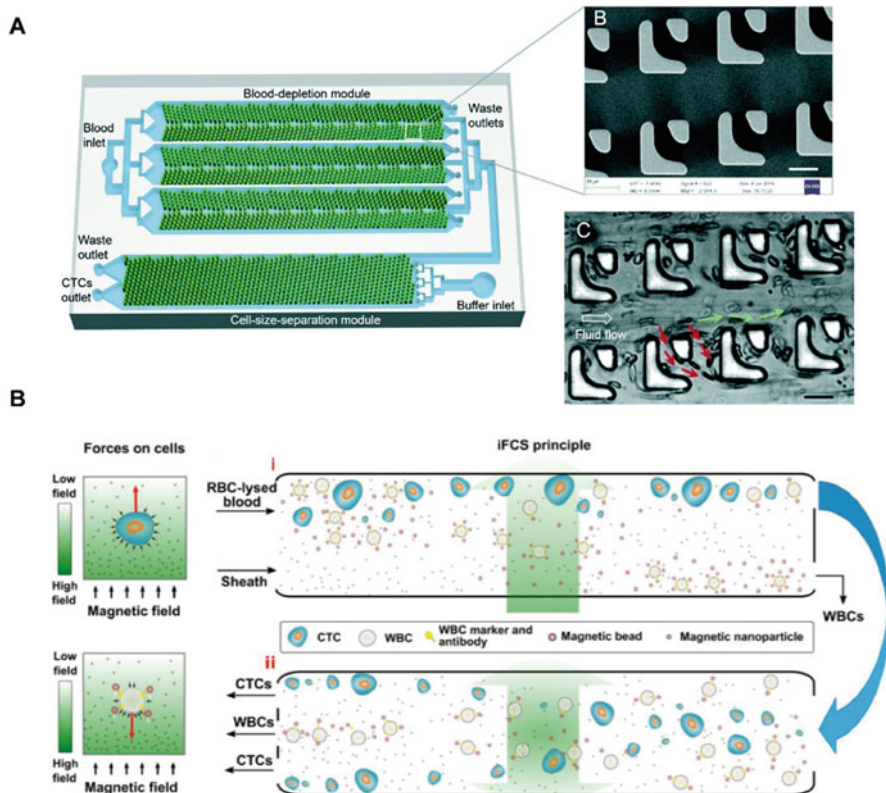 A
Blood-depletion module
Blood
inlet
Waste
outlets
Waste
outlet
CTCs
outlet
Buffer inlet
Cell-size-separation module
B
C
Fluid flow
B
Forces on cells
iFCS principle
Low
field
High
field
Magnetic field
i
RBC-lysed
blood
Sheath
WBCs
CTC
WBC
WBC marker and
antibody
Magnetic bead
Magnetic nanoparticle
Low
field
High
field
Magnetic field
ii
CTCs
WBCs
CTCs